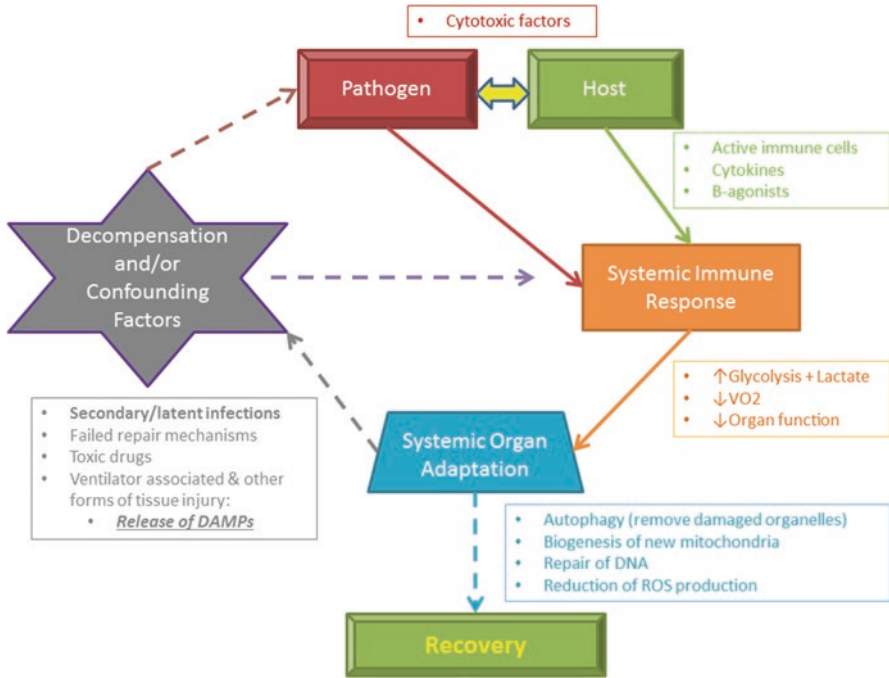 • Cytotoxic factors
Pathogen
Host
• Active immune cells
• Cytokines
• B-agonists
Decompensation
and/or
Confounding
Factors
Systemic Immune
Response
• ↑Glycolysis + Lactate
• ↓VO2
• ↓Organ function
• Secondary/latent infections
• Failed repair mechanisms
• Toxic drugs
• Ventilator associated & other
forms of tissue injury:
• Release of DAMPs
Systemic Organ
Adaptation
• Autophagy (remove damaged organelles)
• Biogenesis of new mitochondria
• Repair of DNA
• Reduction of ROS production
Recovery